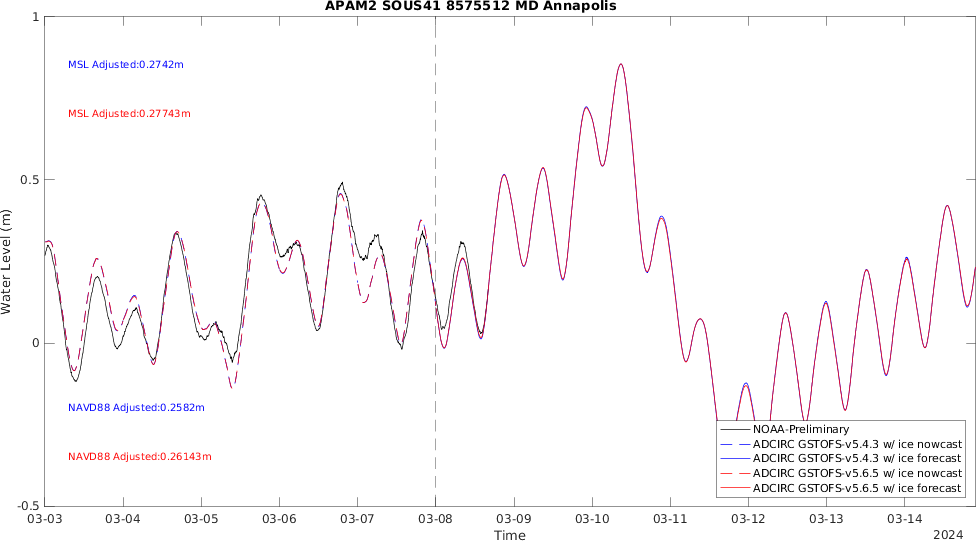 APAM2 SOUS41 8575512 MD Annapolis
1
0.5
0
-0.5
Water Level (m)
MSL Adjusted:0.2742m
MSL Adjusted:0.27743m
NAVD88 Adjusted:0.2582m
NAVD88 Adjusted:0.26143m
NOAA-Preliminary
ADCIRC GSTOFS-v5.4.3 w/ ice nowcast
ADCIRC GSTOFS-v5.4.3 w/ ice forecast
ADCIRC GSTOFS-v5.6.5 w/ ice nowcast
ADCIRC GSTOFS-v5.6.5 w/ ice forecast
03-03 03-04 03-05 03-06 03-07 03-08 03-09 03-10 03-11 03-12 03-13 03-14
Time
2024